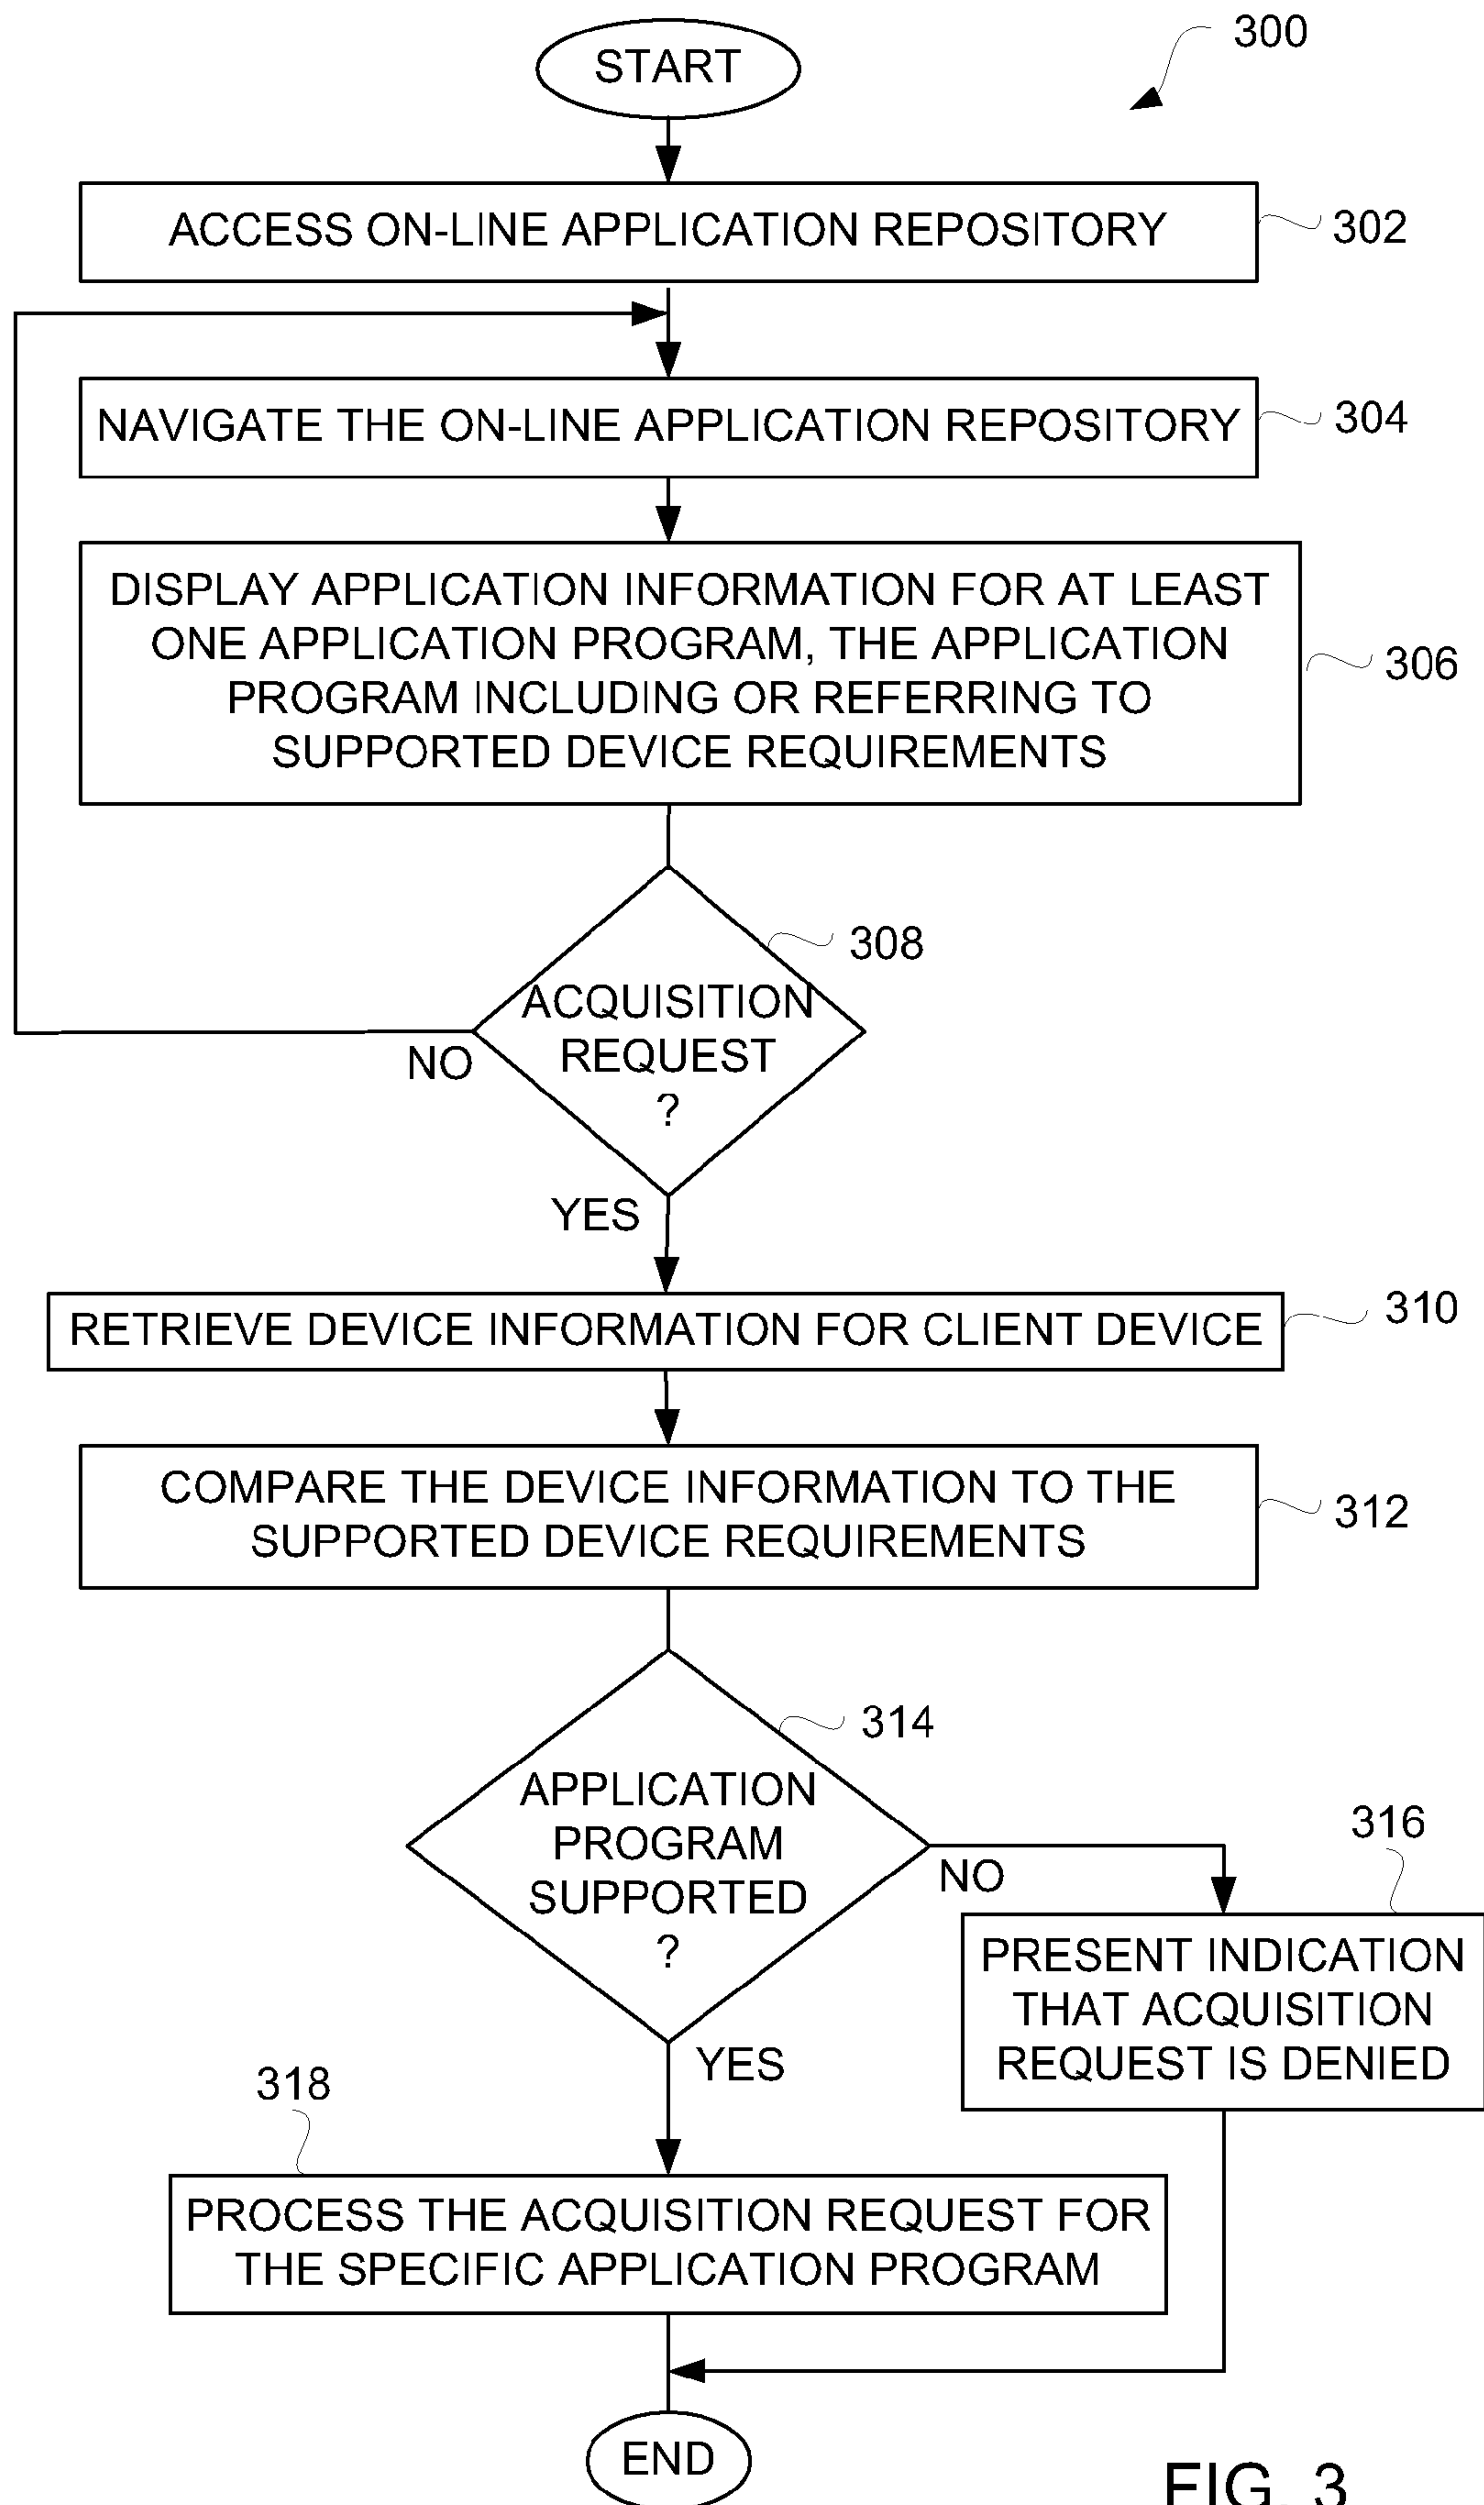 300
START
ACCESS ON-LINE APPLICATION REPOSITORY
302
NAVIGATE THE ON-LINE APPLICATION REPOSITORY
304
DISPLAY APPLICATION INFORMATION FOR AT LEAST
ONE APPLICATION PROGRAM, THE APPLICATION
PROGRAM INCLUDING OR REFERRING TO
SUPPORTED DEVICE REQUIREMENTS
306
308
ACQUISITION
REQUEST
?
NO
YES
RETRIEVE DEVICE INFORMATION FOR CLIENT DEVICE
310
COMPARE THE DEVICE INFORMATION TO THE
SUPPORTED DEVICE REQUIREMENTS
312
314
APPLICATION
PROGRAM
SUPPORTED
?
NO
316
PRESENT INDICATION
THAT ACQUISITION
REQUEST IS DENIED
YES
318
PROCESS THE ACQUISITION REQUEST FOR
THE SPECIFIC APPLICATION PROGRAM
END
FIG. 3